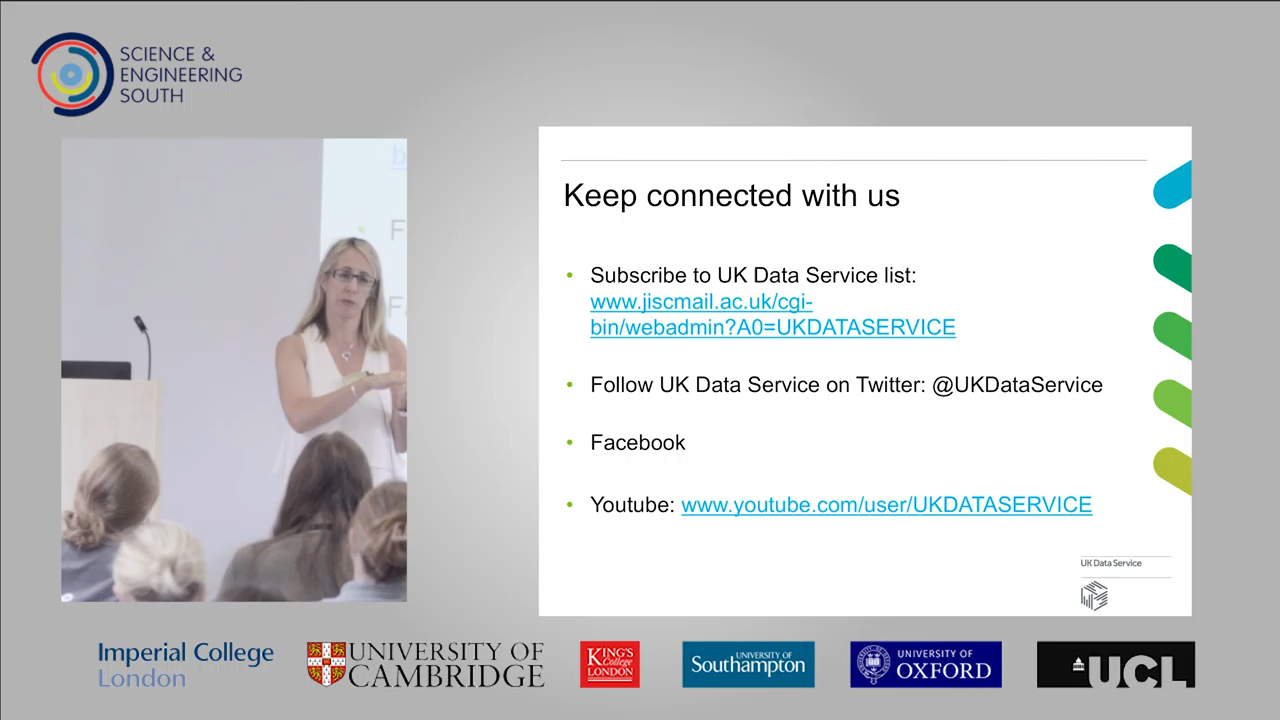 SCIENCE &
ENGINEERING
SOUTH
Keep connected with us
• Subscribe to UK Data Service list:
www.jiscmail.ac.uk/cgi-
bin/webadmin?A0=UKDATASERVICE
• Follow UK Data Service on Twitter: @UKDataService
• Facebook
• Youtube: www.youtube.com/user/UKDATASERVICE
UK Data Service
Imperial College
London
UNIVERSITY OF
CAMBRIDGE
KING'S
College
LONDON
UNIVERSITY OF
Southampton
UNIVERSITY OF
OXFORD
UCL